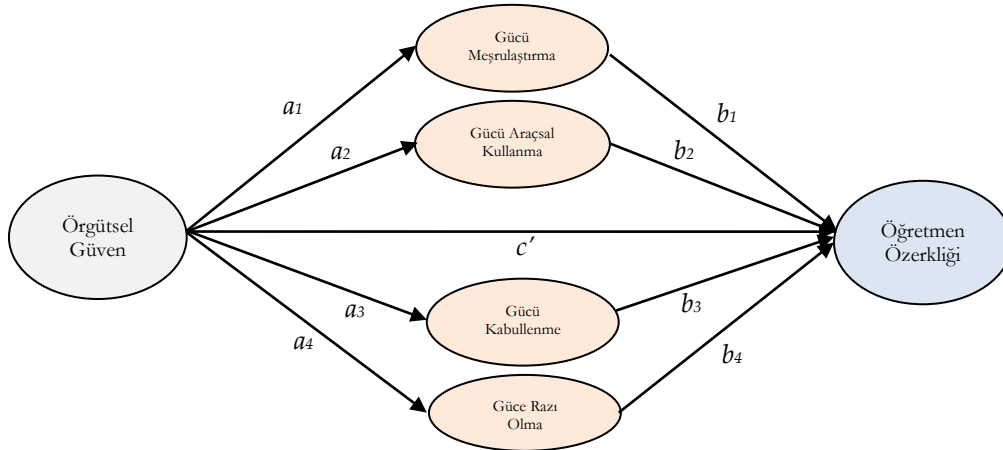 Gücü
Meşrulaştırma
a1
b1
Gücü Araçsal
Kullanma
a2
b2
Örgütsel
Güven
c'
Öğretmen
Özerkliği
a3
Gücü
Kabullenme
b3
a4
b4
Güce Razı
Olma